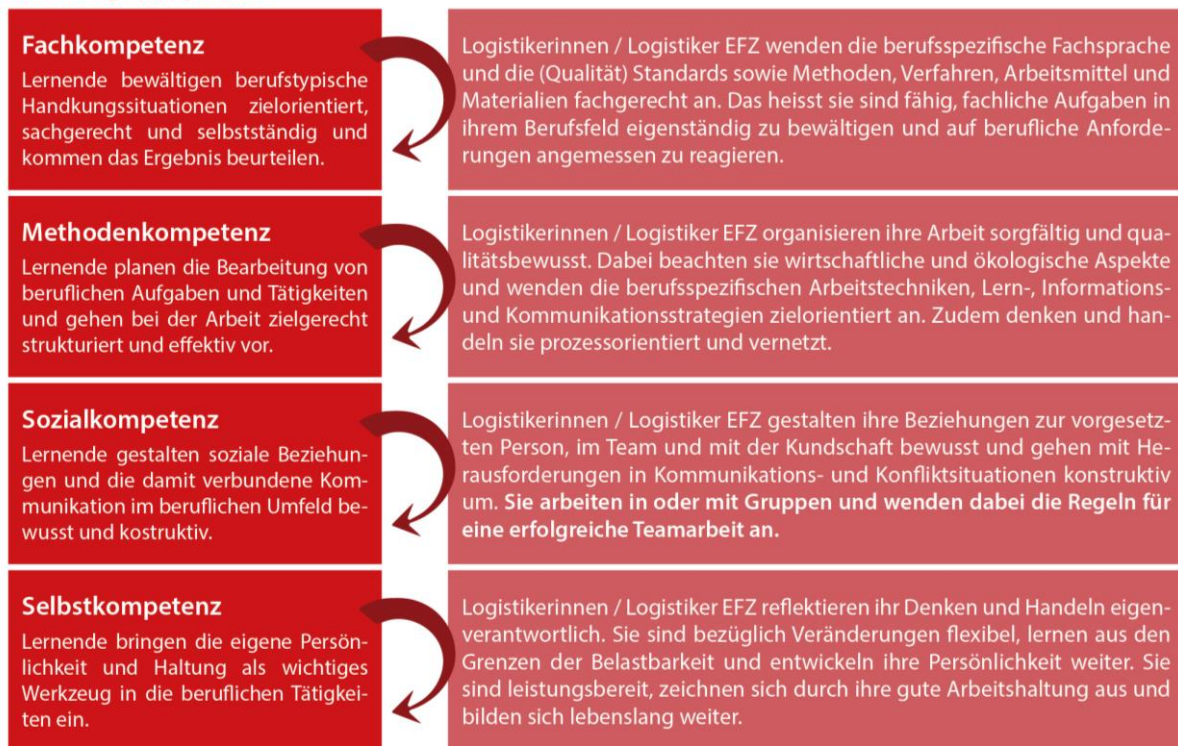 Fachkompetenz
Lernende bewältigen berufstypische
Handkungssituationen zielorientiert,
sachgerecht und selbstständig und
kommen das Ergebnis beurteilen.
Logistikerinnen / Logistiker EFZ wenden die berufsspezifische Fachsprache
und die (Qualität) Standards sowie Methoden, Verfahren, Arbeitsmittel und
Materialien fachgerecht an. Das heisst sie sind fähig, fachliche Aufgaben in
ihrem Berufsfeld eigenständig zu bewältigen und auf berufliche Anforde-
rungen angemessen zu reagieren.
Methodenkompetenz
Lernende planen die Bearbeitung von
beruflichen Aufgaben und Tätigkeiten
und gehen bei der Arbeit zielgerecht
strukturiert und effektiv vor.
Logistikerinnen / Logistiker EFZ organisieren ihre Arbeit sorgfältig und qua-
litätsbewusst. Dabei beachten sie wirtschaftliche und ökologische Aspekte
und wenden die berufsspezifischen Arbeitstechniken, Lern-, Informations-
und Kommunikationsstrategien zielorientiert an. Zudem denken und han-
deln sie prozessorientiert und vernetzt.
Sozialkompetenz
Lernende gestalten soziale Beziehun-
gen und die damit verbundene Kom-
munikation im beruflichen Umfeld be-
wusst und kostruktiv.
Logistikerinnen / Logistiker EFZ gestalten ihre Beziehungen zur vorgesetz-
ten Person, im Team und mit der Kundschaft bewusst und gehen mit He-
rausforderungen in Kommunikations- und Konfliktsituationen konstruktiv
um. Sie arbeiten in oder mit Gruppen und wenden dabei die Regeln für
eine erfolgreiche Teamarbeit an.
Selbstkompetenz
Lernende bringen die eigene Persön-
lichkeit und Haltung als wichtiges
Werkzeug in die beruflichen Tätigkei-
ten ein.
Logistikerinnen / Logistiker EFZ reflektieren ihr Denken und Handeln eigen-
verantwortlich. Sie sind bezüglich Veränderungen flexibel, lernen aus den
Grenzen der Belastbarkeit und entwickeln ihre Persönlichkeit weiter. Sie
sind leistungsbereit, zeichnen sich durch ihre gute Arbeitshaltung aus und
bilden sich lebenslang weiter.